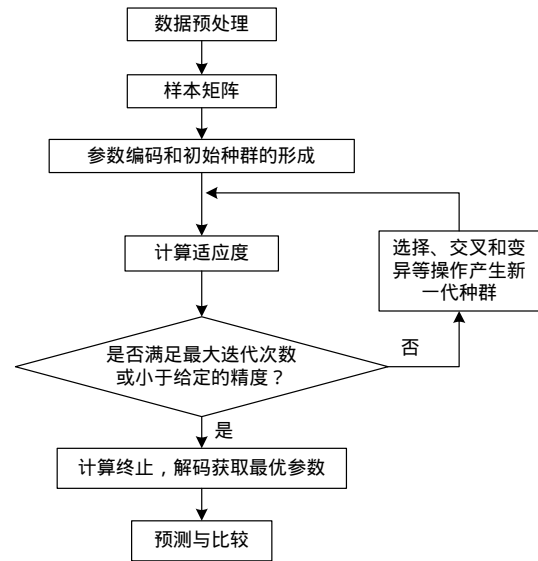 数据预处理
样本矩阵
参数编码和初始种群的形成
计算适应度
选择、交叉和变
异等操作产生新
一代种群
是否满足最大迭代次数
或小于给定的精度？
否
是
计算终止，解码获取最优参数
预测与比较